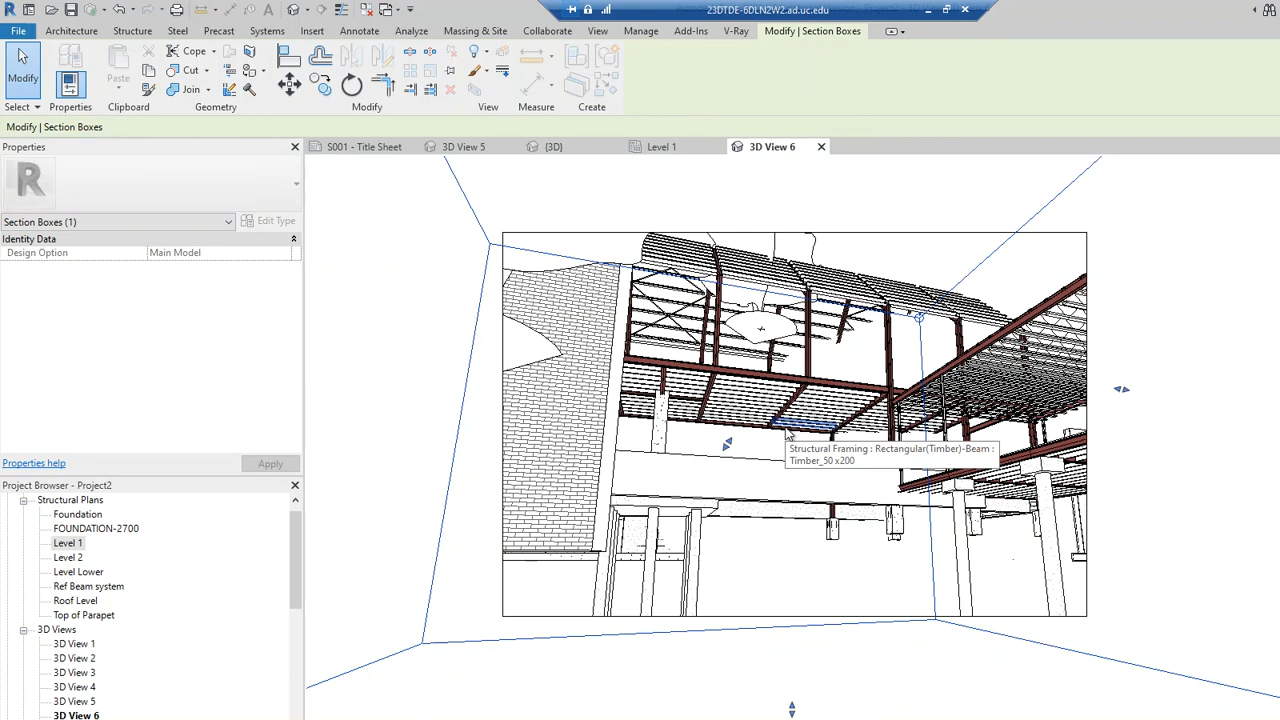 23DTDE-6DLN2W2.ad.uc.edu
File Architecture Structure Steel Precast Systems Insert Annotate Analyze Massing & Site Collaborate View Manage Add-Ins V-Ray Modify | Section Boxes
Modify Properties Paste Cope Cut Join
Select Properties Clipboard Geometry Modify View Measure Create
Modify | Section Boxes
Properties
S001 - Title Sheet 3D View 5 {3D} Level 1 3D View 6
R
Section Boxes (1) Edit Type
Identity Data
Design Option Main Model
Structural Framing : Rectangular(Timber)-Beam :
Timber_50 x200
Properties help Apply
Project Browser - Project2
Structural Plans
Foundation
FOUNDATION-2700
Level 1
Level 2
Level Lower
Ref Beam system
Roof Level
Top of Parapet
3D Views
3D View 1
3D View 2
3D View 3
3D View 4
3D View 5
3D View 6